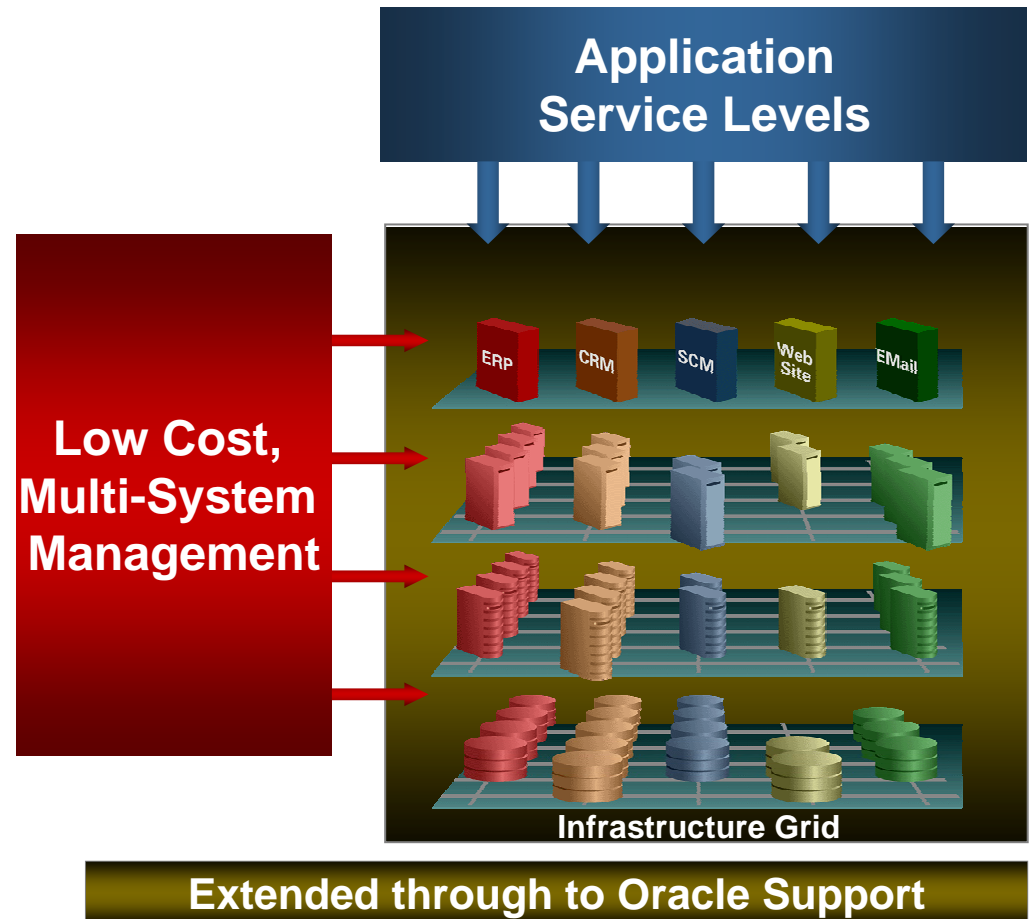 Application
Service Levels
Low Cost,
Multi-System
Management
ERP
CRM
SCM
Web
Site
EMail
Infrastructure Grid
Extended through to Oracle Support